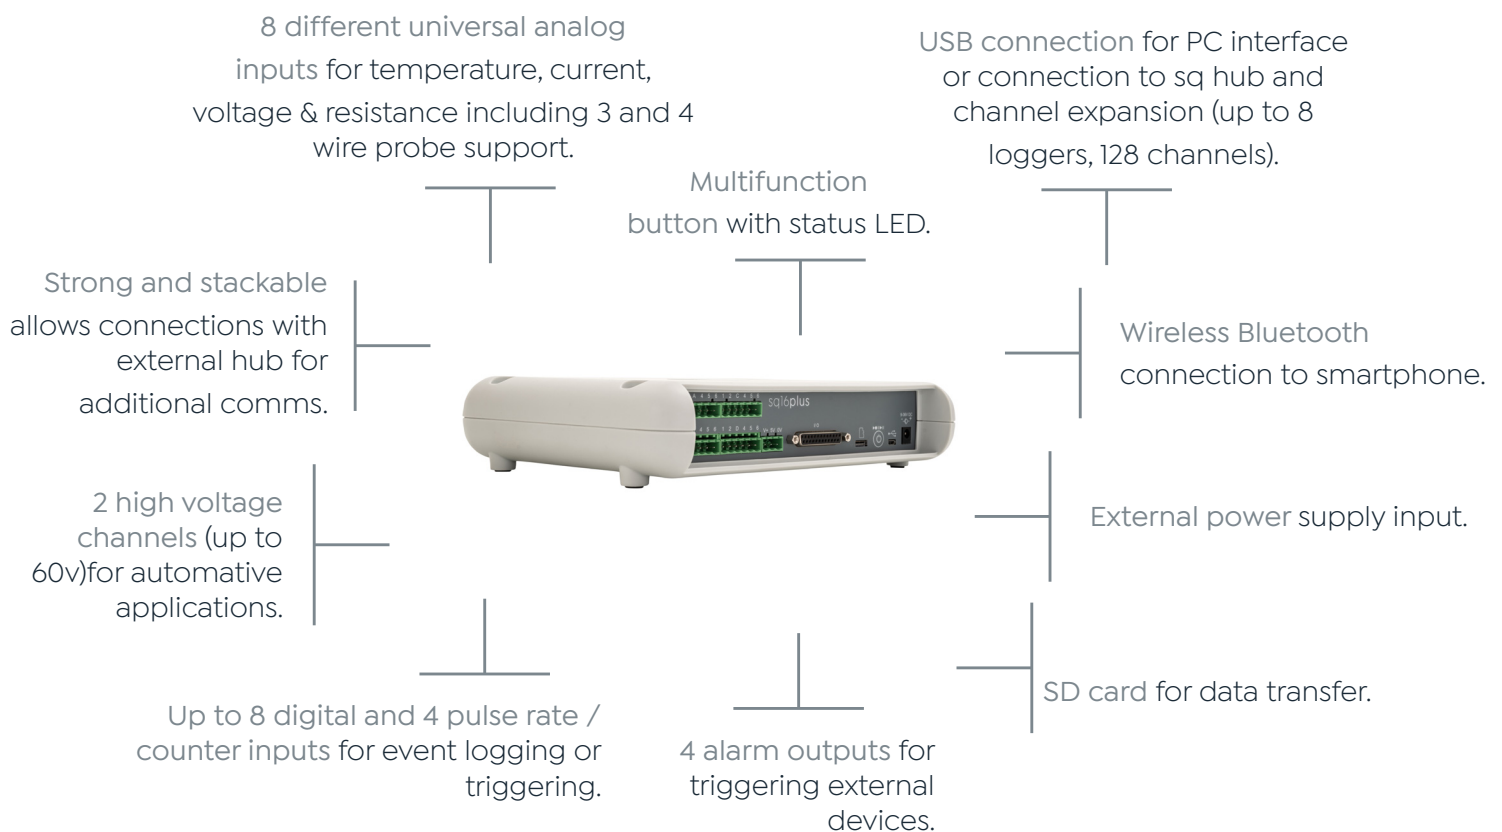 8 different universal analog
inputs for temperature, current,
voltage & resistance including 3 and 4
wire probe support.
USB connection for PC interface
or connection to sq hub and
channel expansion (up to 8
loggers, 128 channels).
Multifunction
button with status LED.
Strong and stackable
allows connections with
external hub for
additional comms.
Wireless Bluetooth
connection to smartphone.
sq16plus
2 high voltage
channels (up to
60v)for automative
applications.
External power supply input.
SD card for data transfer.
Up to 8 digital and 4 pulse rate /
counter inputs for event logging or
triggering.
4 alarm outputs for
triggering external
devices.